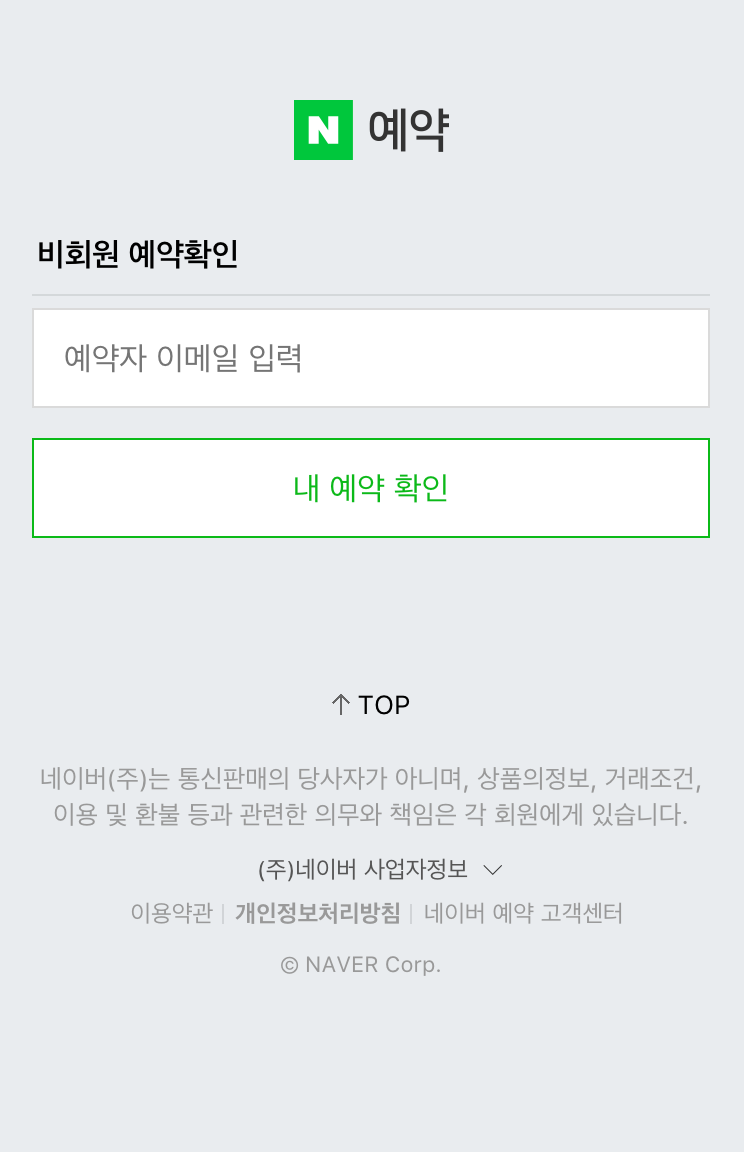 N 예약
비회원 예약확인
예약자 이메일 입력
내 예약 확인
↑ TOP
네이버(주)는 통신판매의 당사자가 아니며, 상품의정보, 거래조건,
이용 및 환불 등과 관련한 의무와 책임은 각 회원에게 있습니다.
(주)네이버 사업자정보
이용약관 | 개인정보처리방침 | 네이버 예약 고객센터
© NAVER Corp.